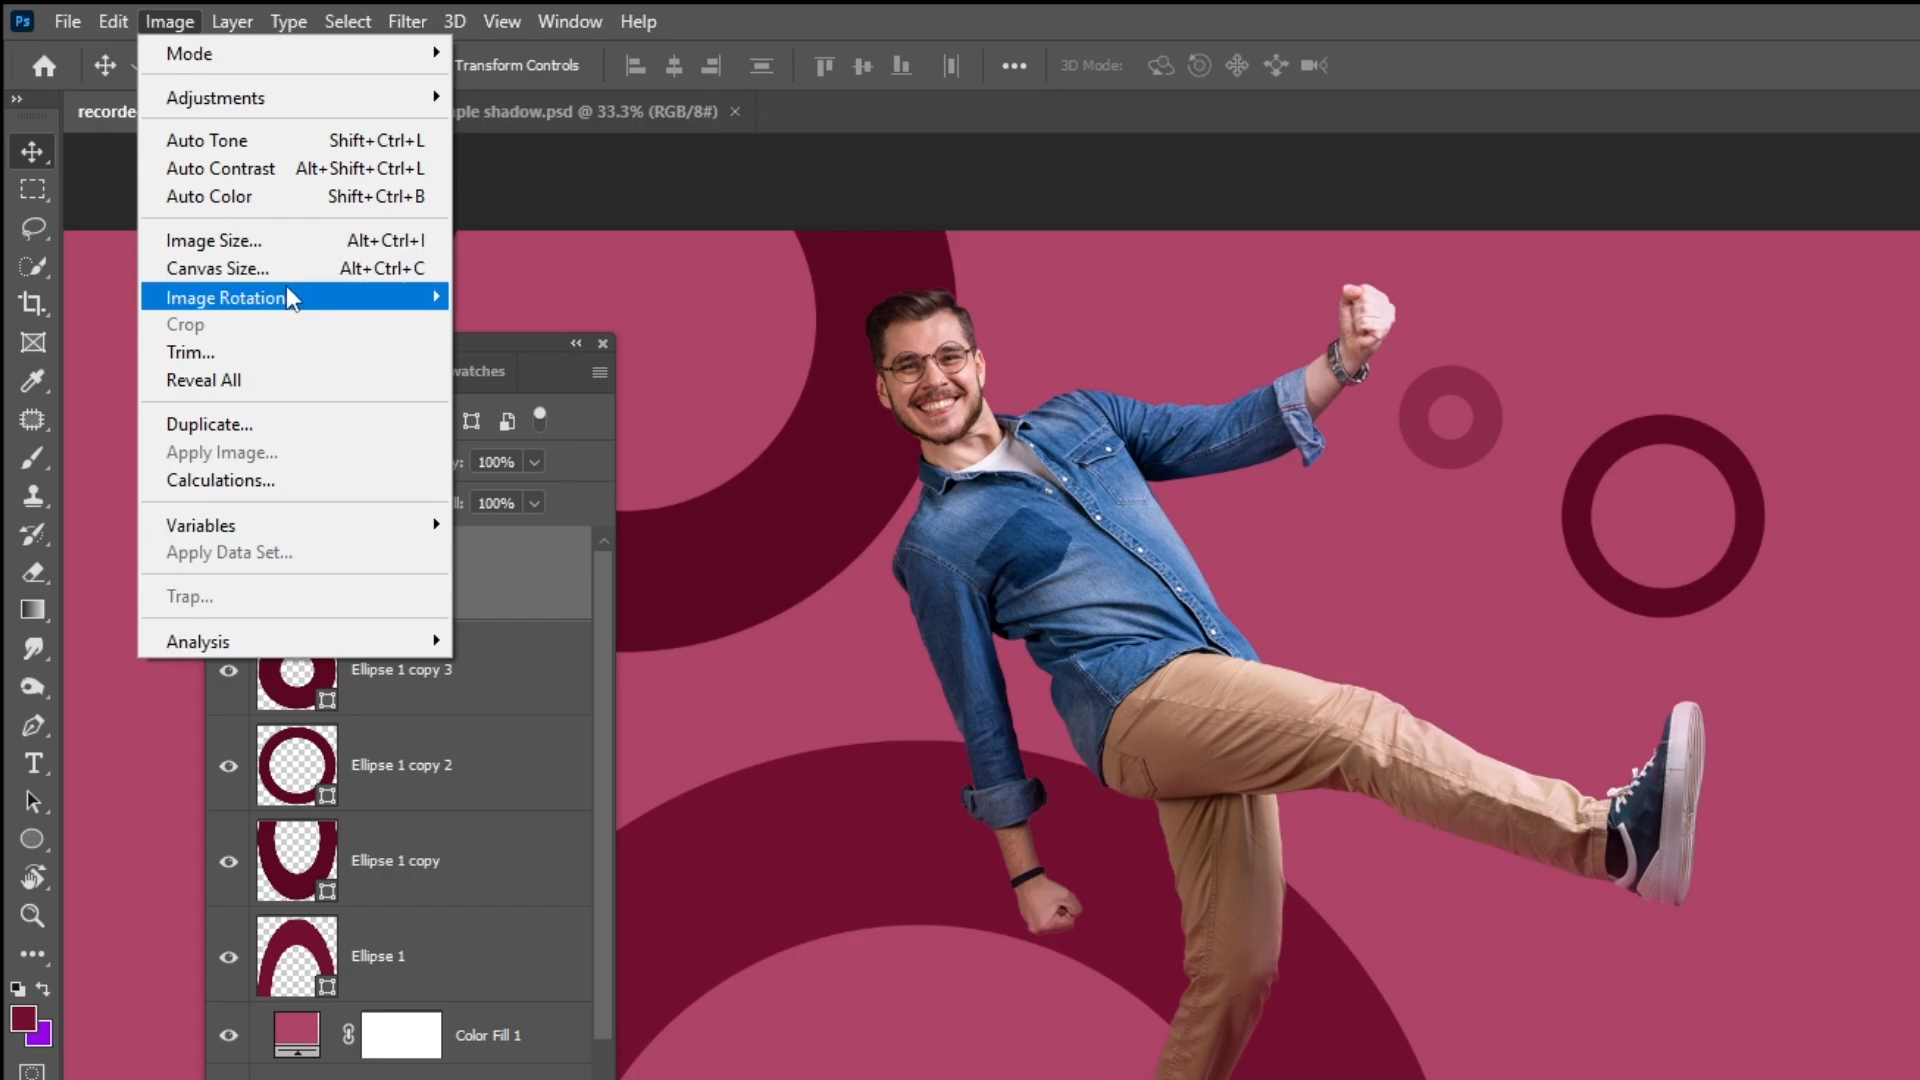 Ps File Edit Image Layer Type Select Filter 3D View Window Help
Transform Controls 3D Mode:
recorde ple shadow.psd @ 33.3% (RGB/8#) ×
Mode
Adjustments
Auto Tone Shift+Ctrl+L
Auto Contrast Alt+Shift+Ctrl+L
Auto Color Shift+Ctrl+B
Image Size... Alt+Ctrl+I
Canvas Size... Alt+Ctrl+C
Image Rotation
Crop
Trim...
Reveal All
Duplicate...
Apply Image...
Calculations...
Variables
Apply Data Set...
Trap...
Analysis
watches
y: 100%
ll: 100%
Ellipse 1 copy 3
Ellipse 1 copy 2
Ellipse 1 copy
Ellipse 1
Color Fill 1